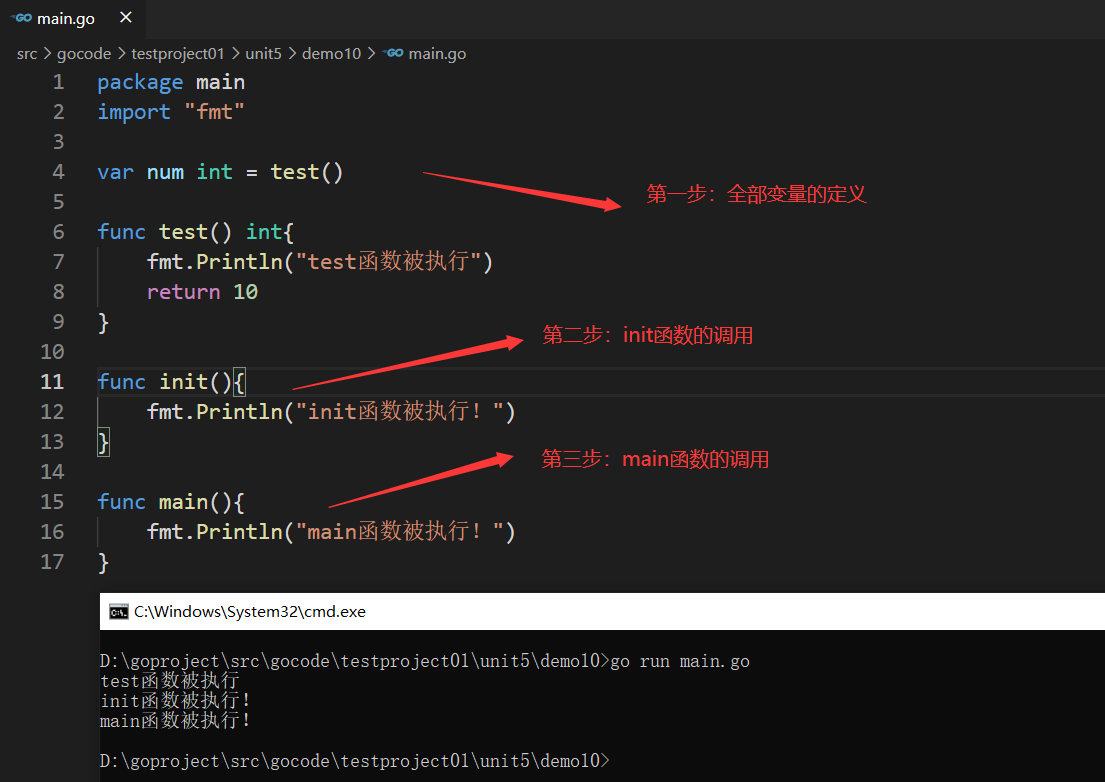 GO main.go
src > gocode > testproject01 > unit5 > demo10 > GO main.go
1 package main
2 import "fmt"
3
4 var num int = test()
第一步：全部变量的定义
5
6 func test() int{
7 fmt.Println("test函数被执行")
8 return 10
9 }
第二步：init函数的调用
10
11 func init(){
12 fmt.Println("init函数被执行！")
13 }
第三步：main函数的调用
14
15 func main(){
16 fmt.Println("main函数被执行！")
17 }
C:\Windows\System32\cmd.exe
D:\goproject\src\gocode\testproject01\unit5\demo10>go run main.go
test函数被执行
init函数被执行！
main函数被执行！
D:\goproject\src\gocode\testproject01\unit5\demo10>